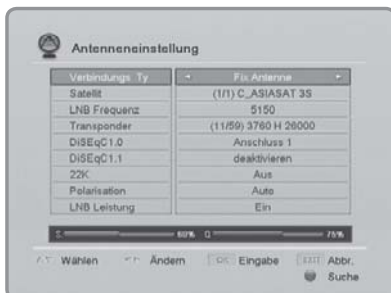 Antenneneinstellung
Verbindungs Ty Fix Antenne
Satellit (1/1) C_ASIASAT 3S
LNB Frequenz 5150
Transponder (11/59) 3760 H 26000
DiSEqC1.0 Anschluss 1
DiSEqC1.1 deaktivieren
22K Aus
Polarisation Auto
LNB Leistung Ein
S 60% Q 75%
Wählen Ändern OK Eingabe EXIT Abbr.
Suche